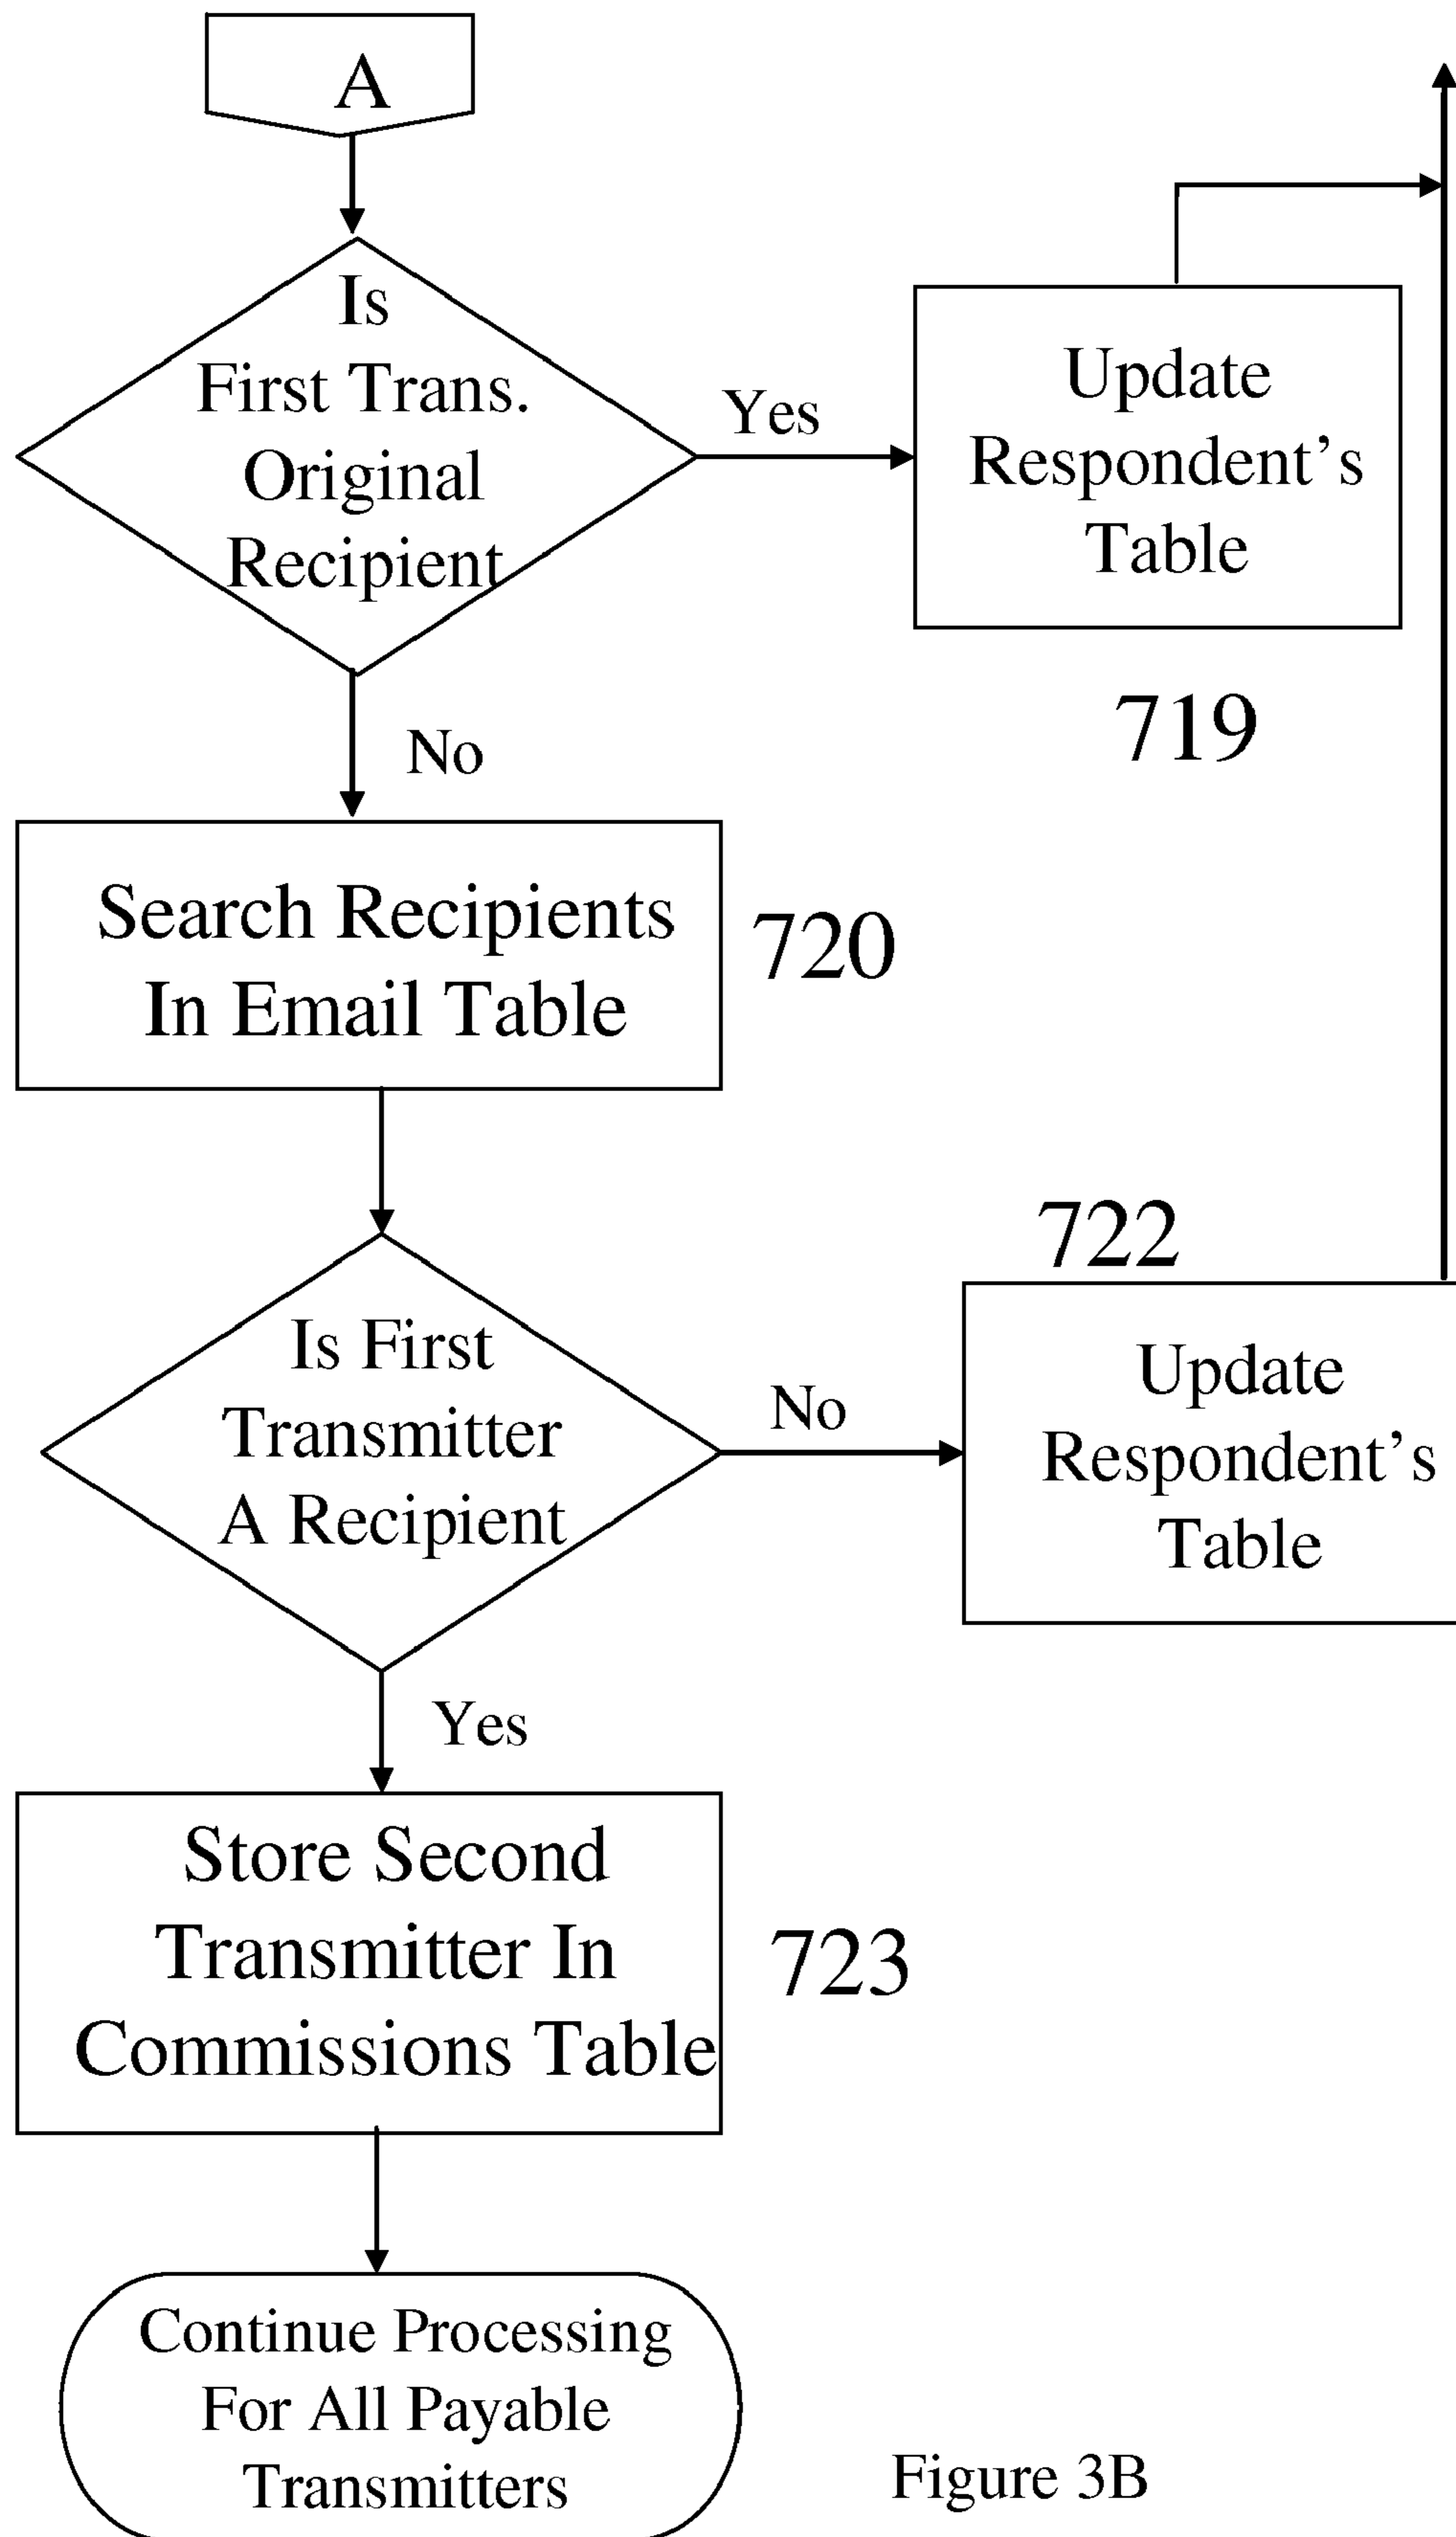 A
Is
First Trans.
Original
Recipient
Yes
Update
Respondent’s
Table
719
No
Search Recipients
In Email Table
720
722
Is First
Transmitter
A Recipient
No
Update
Respondent’s
Table
Yes
Store Second
Transmitter In
Commissions Table
723
Continue Processing
For All Payable
Transmitters
Figure 3B